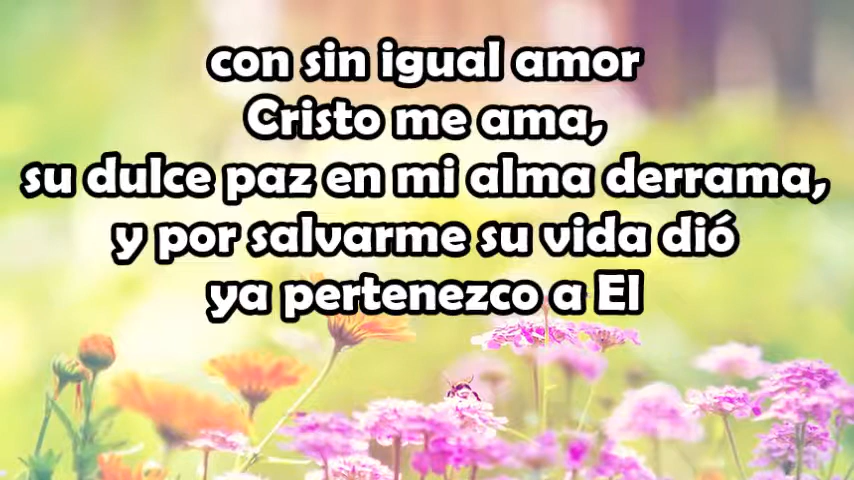 con sin igual amor
Cristo me ama,
su dulce paz en mi alma derrama,
y por salvarme su vida dió
ya pertenezco a El